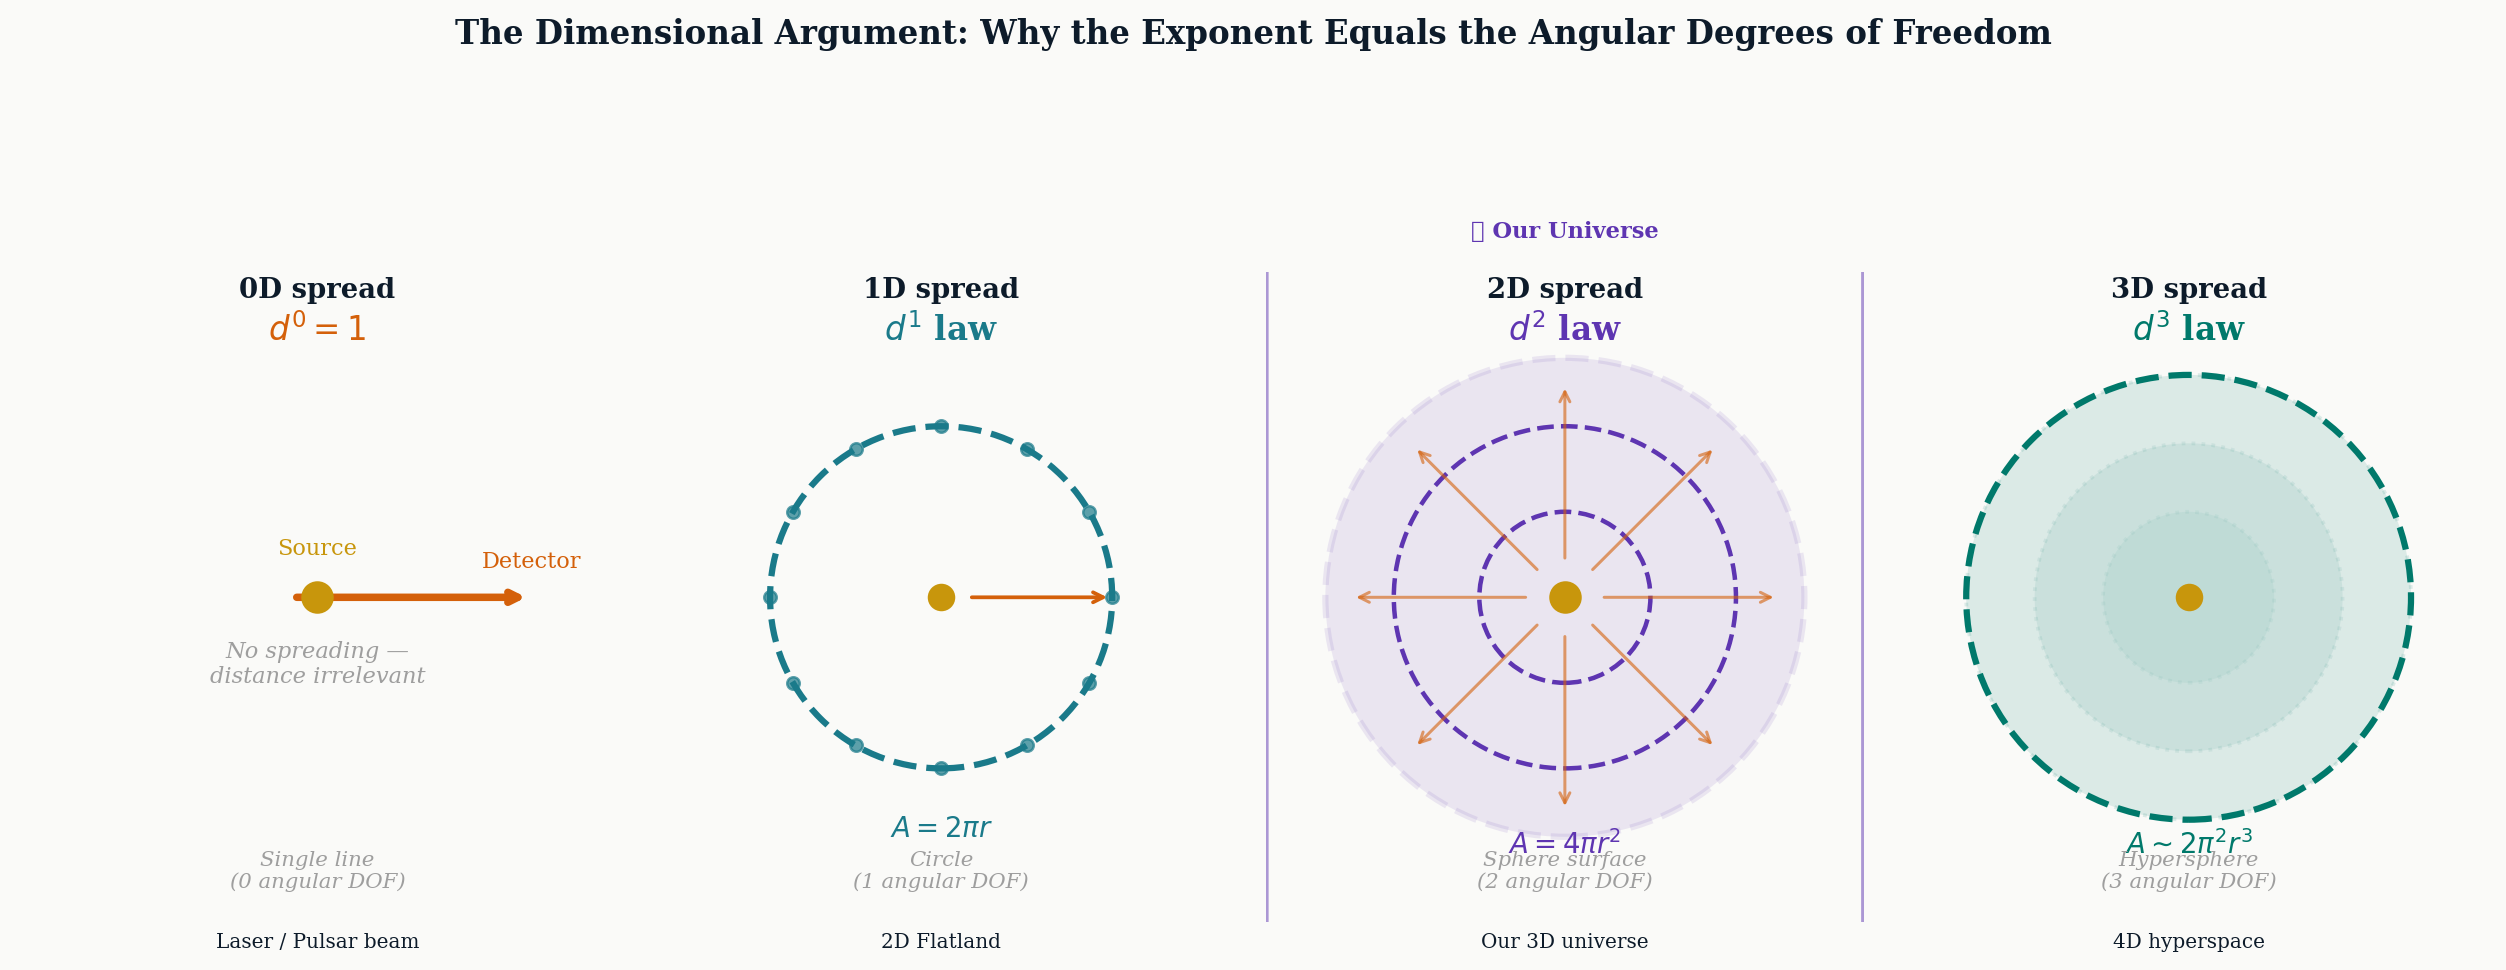 The Dimensional Argument: Why the Exponent Equals the Angular Degrees of Freedom
Our Universe
0D spread
d⁰ = 1
Source
Detector
No spreading —
distance irrelevant
Single line
(0 angular DOF)
Laser / Pulsar beam
1D spread
d¹ law
A = 2πr
Circle
(1 angular DOF)
2D Flatland
2D spread
d² law
A = 4πr²
Sphere surface
(2 angular DOF)
Our 3D universe
3D spread
d³ law
A ~ 2π²r³
Hypersphere
(3 angular DOF)
4D hyperspace